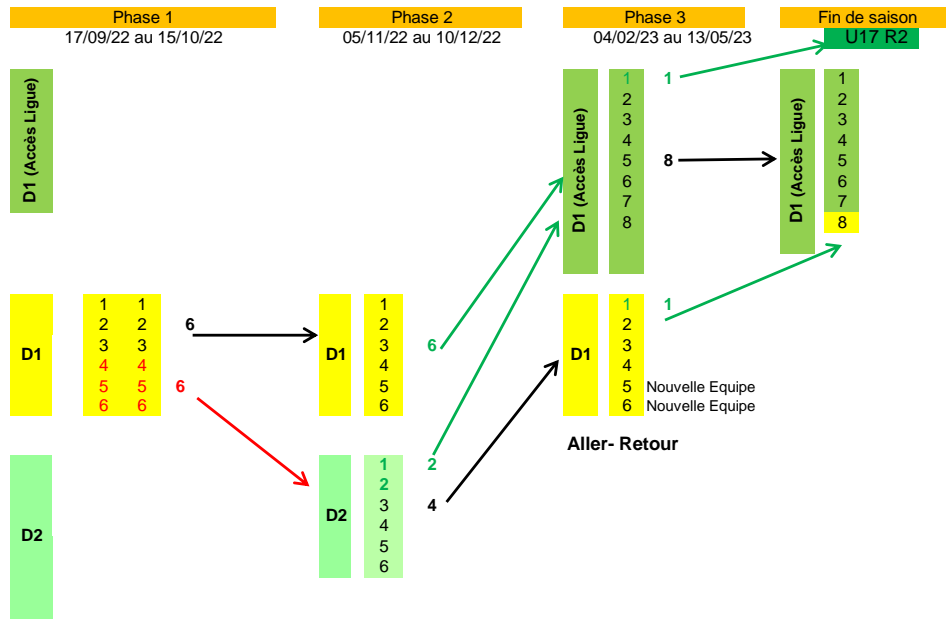 Phase 1 Phase 2 Phase 3 Fin de saison
17/09/22 au 15/10/22 05/11/22 au 10/12/22 04/02/23 au 13/05/23 U17 R2
D1 (Accès Ligue)
D1 (Accès Ligue)
1 1
2
3
4
5 8
6
7
8
D1 (Accès Ligue)
1
2
3
4
5
6
7
8
D1
1 1
2 2 6
3 3
4 4
5 5 6
6 6
D1
1
2
3 6
4
5
6
D1
1 1
2
3
4
5 Nouvelle Equipe
6 Nouvelle Equipe
Aller- Retour
D2
D2
1 2
2
3 4
4
5
6